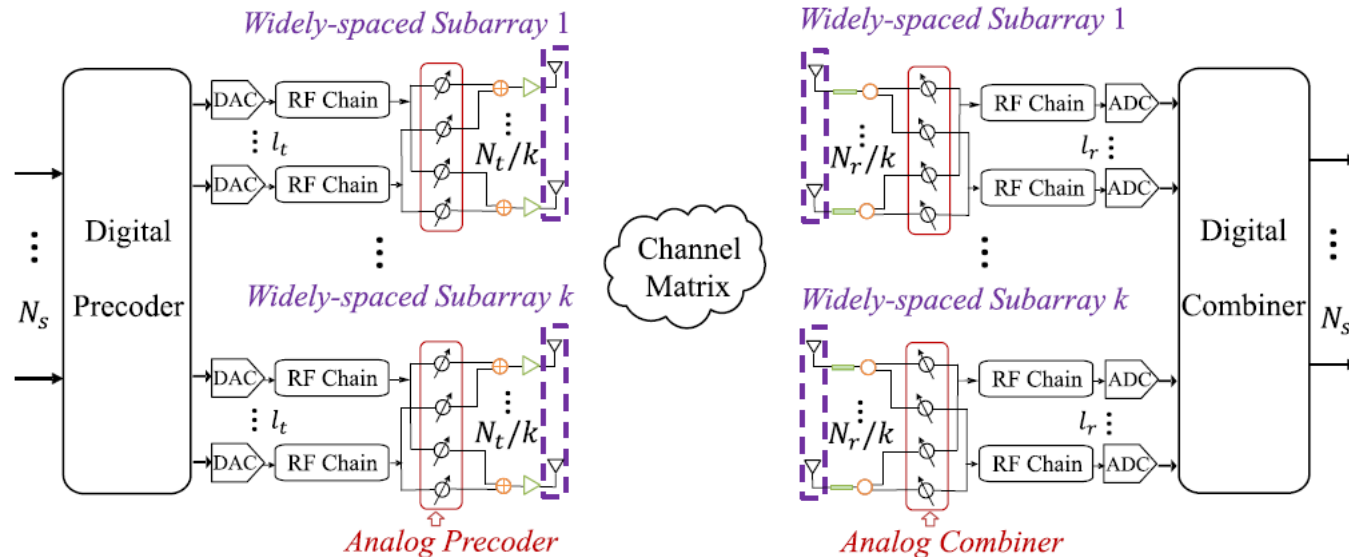 Widely-spaced Subarray 1
Widely-spaced Subarray 1
DAC
RF Chain
RF Chain
ADC
⋮ l_t
⋮
N_t/k
⋮
N_r/k
l_r ⋮
DAC
RF Chain
RF Chain
ADC
⋮
N_s
Digital
Precoder
⋮
Channel
Matrix
⋮
Digital
Combiner
⋮
N_s
Widely-spaced Subarray k
Widely-spaced Subarray k
DAC
RF Chain
RF Chain
ADC
⋮ l_t
⋮
N_t/k
⋮
N_r/k
l_r ⋮
DAC
RF Chain
RF Chain
ADC
Analog Precoder
Analog Combiner